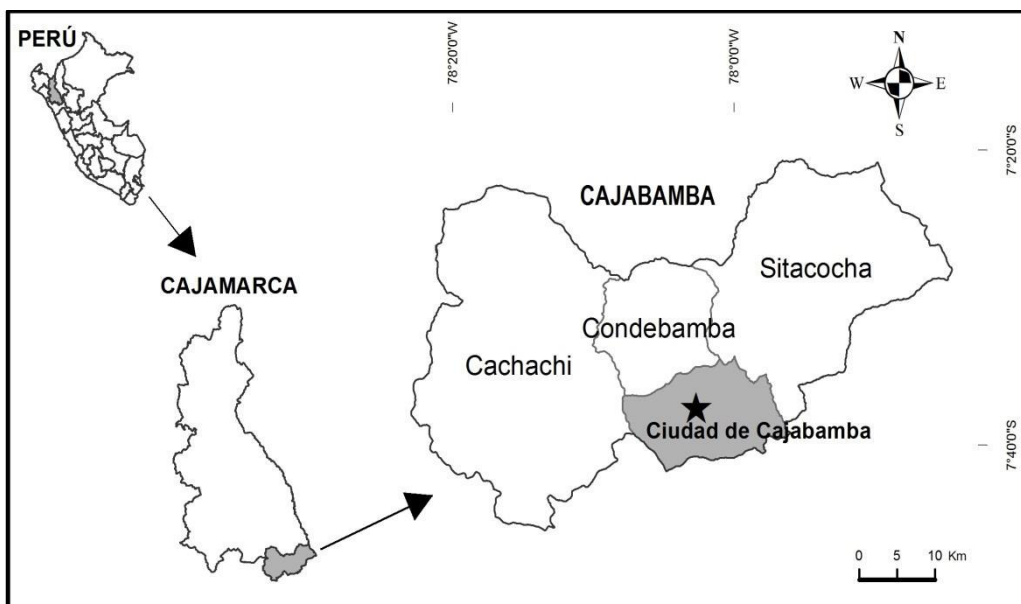 PERÚ
78°20'0"W
78°0'0"W
N
W E
S
7°20'0"S
CAJABAMBA
Sitacocha
CAJAMARCA
Condebamba
Cachachi
Ciudad de Cajabamba
7°40'0"S
0 5 10 Km